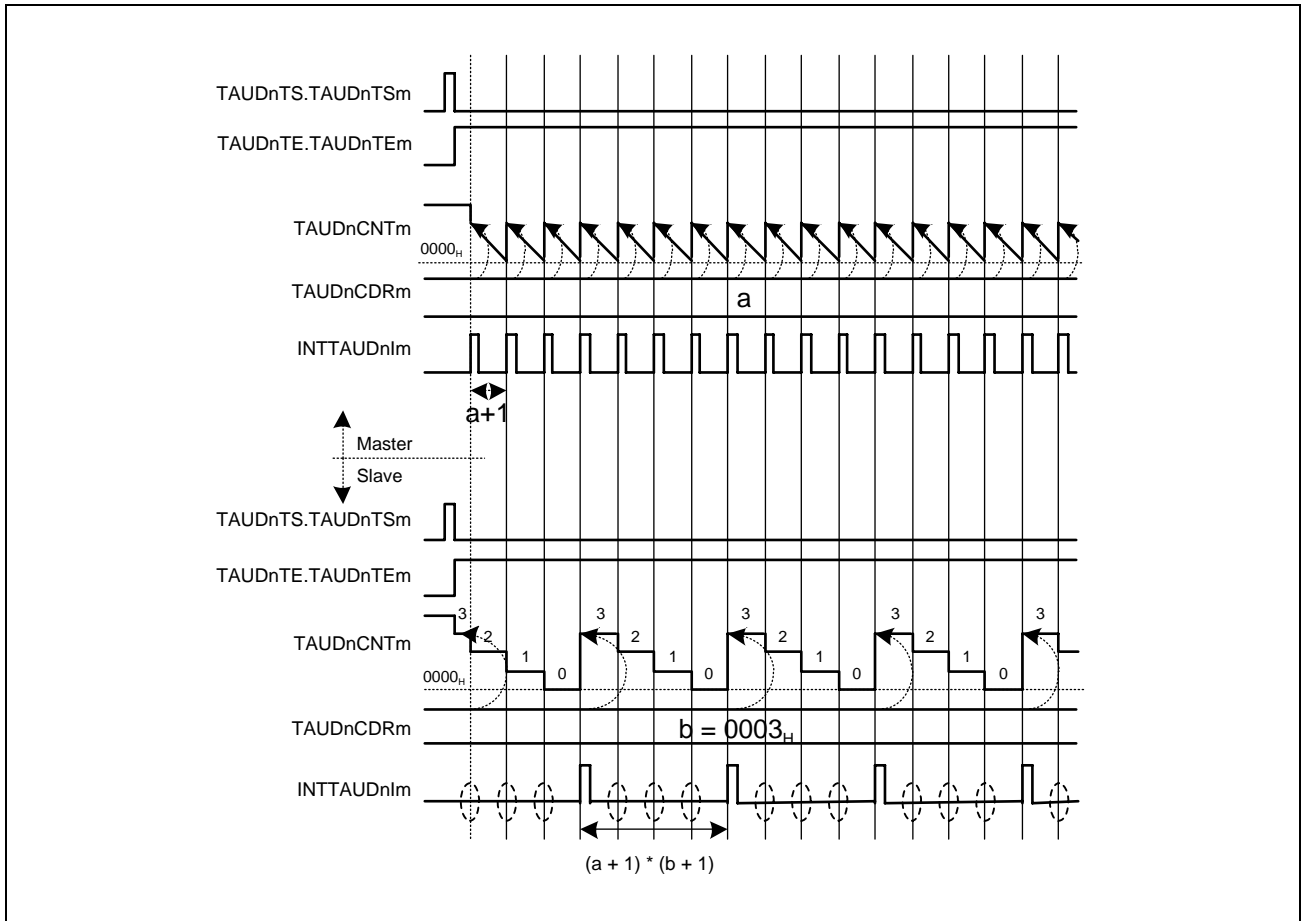 TAUDnTS.TAUDnTSm
TAUDnTE.TAUDnTEm
TAUDnCNTm
0000H
TAUDnCDRm
a
INTTAUDnIm
a+1
Master
Slave
TAUDnTS.TAUDnTSm
TAUDnTE.TAUDnTEm
3 2 1 0 3 2 1 0 3 2 1 0 3 2 1 0 3
TAUDnCNTm
0000H
TAUDnCDRm
b = 0003H
INTTAUDnIm
(a + 1) * (b + 1)